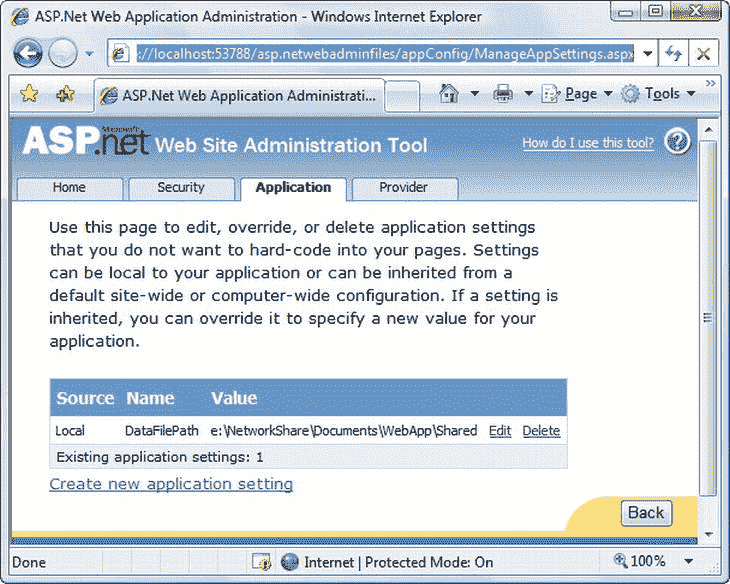 ASP.Net Web Application Administration - Windows Internet Explorer
://localhost:53788/asp.netwebadminfiles/appConfig/ManageAppSettings.aspx
ASP.Net Web Application Administrati...
Page
Tools
Microsoft
ASP.net Web Site Administration Tool
How do I use this tool?
?
Home Security Application Provider
Use this page to edit, override, or delete application settings
that you do not want to hard-code into your pages. Settings
can be local to your application or can be inherited from a
default site-wide or computer-wide configuration. If a setting is
inherited, you can override it to specify a new value for your
application.
Source Name Value
Local DataFilePath e:\NetworkShare\Documents\WebApp\Shared Edit Delete
Existing application settings: 1
Create new application setting
Back
Done Internet | Protected Mode: On 100%